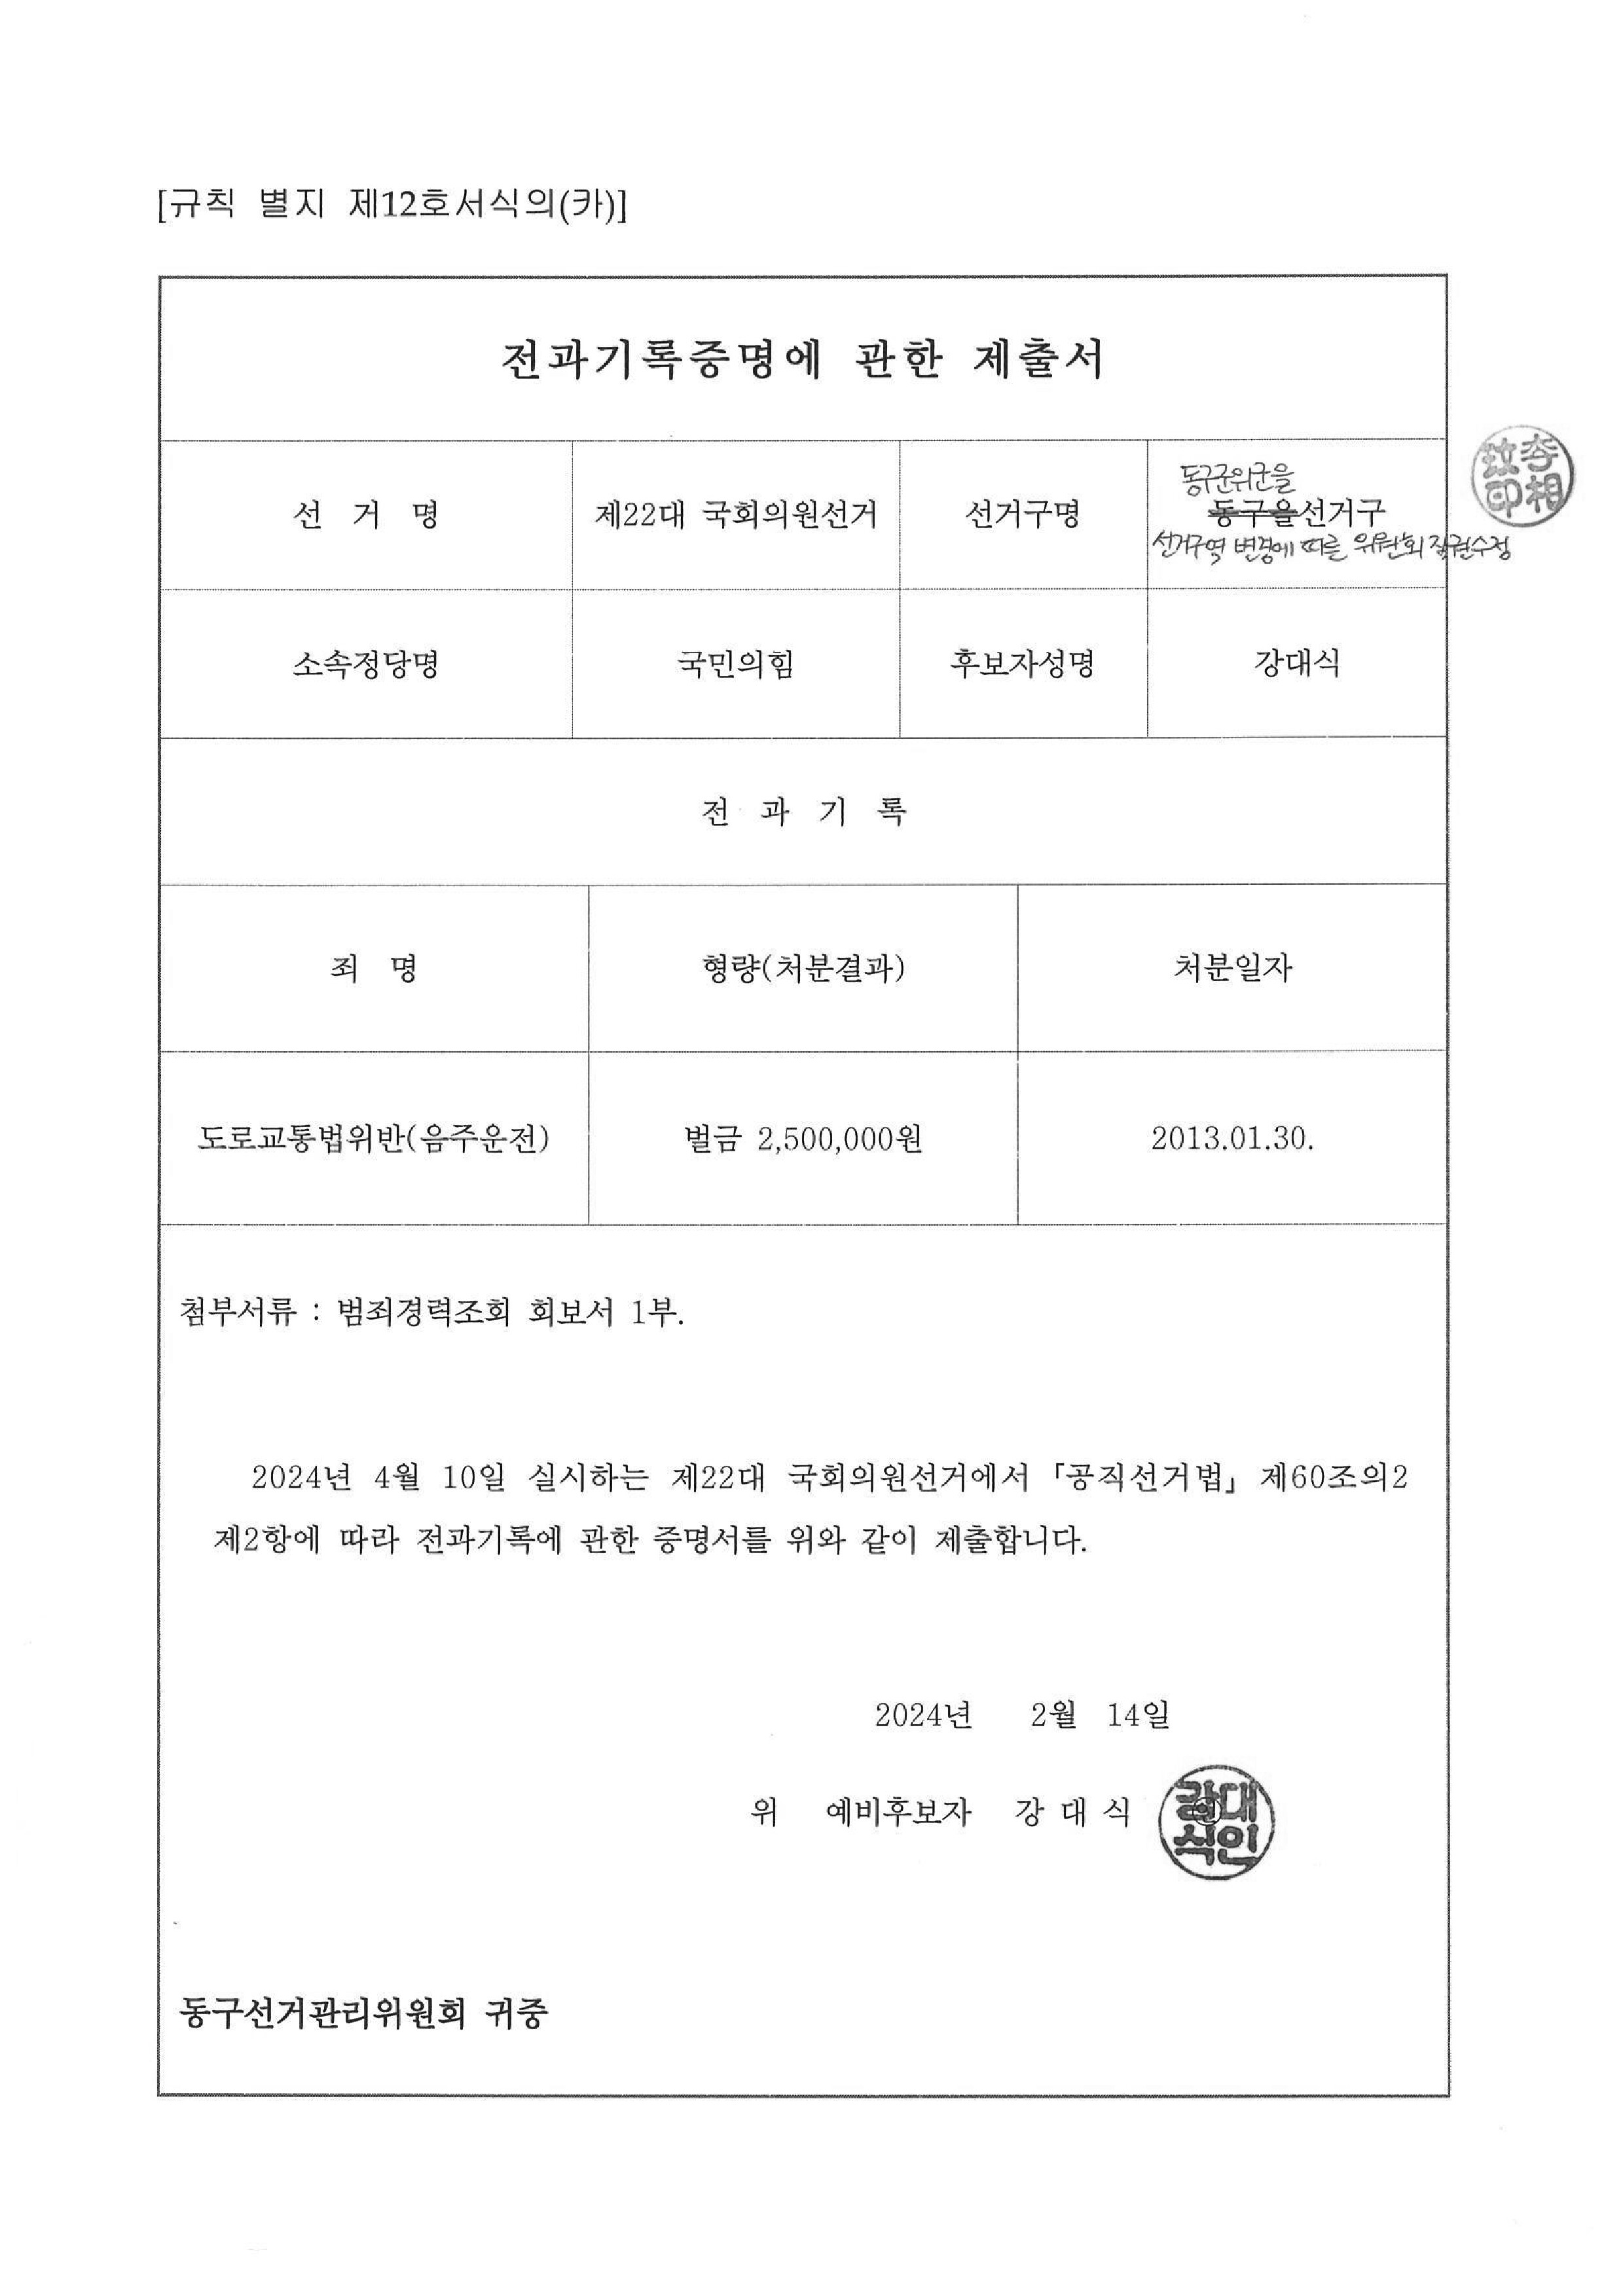 [규칙 별지 제12호서식의(카)]
전과기록증명에 관한 제출서
선 거 명 제22대 국회의원선거 선거구명 동구군위군을
동구을선거구
선거구역 변경에 따른 위원회 직권수정
李相
印
소속정당명 국민의힘 후보자성명 강대식
전 과 기 록
죄 명 형량(처분결과) 처분일자
도로교통법위반(음주운전) 벌금 2,500,000원 2013.01.30.
첨부서류 : 범죄경력조회 회보서 1부.
2024년 4월 10일 실시하는 제22대 국회의원선거에서 「공직선거법」 제60조의2
제2항에 따라 전과기록에 관한 증명서를 위와 같이 제출합니다.
2024년 2월 14일
위 예비후보자 강 대 식
강대
식인
동구선거관리위원회 귀중